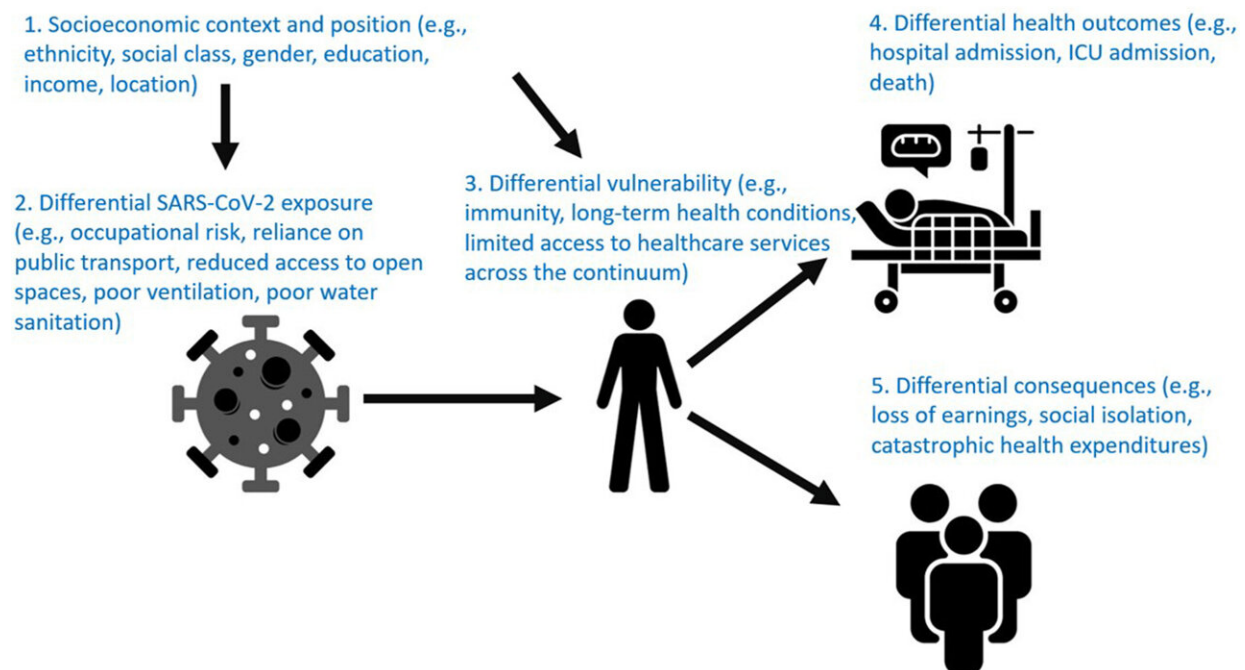 1. Socioeconomic context and position (e.g.,
ethnicity, social class, gender, education,
income, location)
2. Differential SARS-CoV-2 exposure
(e.g., occupational risk, reliance on
public transport, reduced access to open
spaces, poor ventilation, poor water
sanitation)
3. Differential vulnerability (e.g.,
immunity, long-term health conditions,
limited access to healthcare services
across the continuum)
4. Differential health outcomes (e.g.,
hospital admission, ICU admission,
death)
5. Differential consequences (e.g.,
loss of earnings, social isolation,
catastrophic health expenditures)